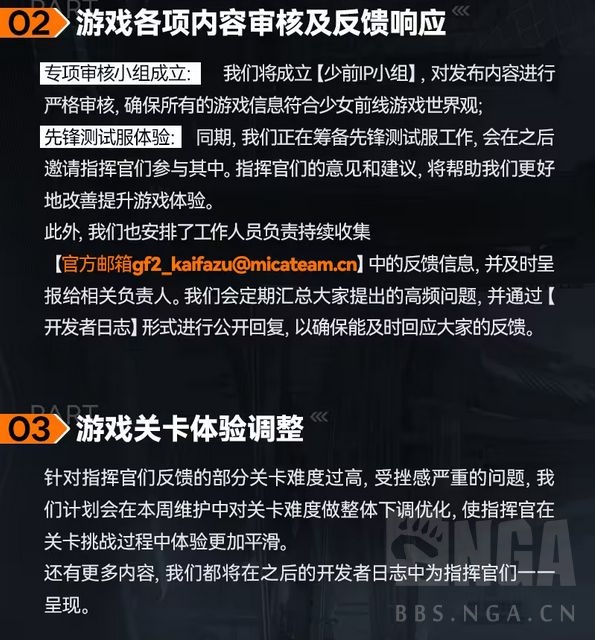 PART
02 游戏各项内容审核及反馈响应
专项审核小组成立: 我们将成立【少前IP小组】, 对发布内容进行
严格审核, 确保所有的游戏信息符合少女前线游戏世界观;
先锋测试服体验: 同期, 我们正在筹备先锋测试服工作, 会在之后
邀请指挥官们参与其中。指挥官们的意见和建议, 将帮助我们更好
地改善提升游戏体验。
此外, 我们也安排了工作人员负责持续收集
【官方邮箱gf2_kaifazu@micateam.cn】中的反馈信息, 并及时呈
报给相关负责人。我们会定期汇总大家提出的高频问题, 并通过【
开发者日志】形式进行公开回复, 以确保能及时回应大家的反馈。
PART
03 游戏关卡体验调整
针对指挥官们反馈的部分关卡难度过高, 受挫感严重的问题, 我
们计划会在本周维护中对关卡难度做整体下调优化, 使指挥官在
关卡挑战过程中体验更加平滑。
还有更多内容, 我们都将在之后的开发者日志中为指挥官们一一
呈现。
NGA
BBS.NGA.CN